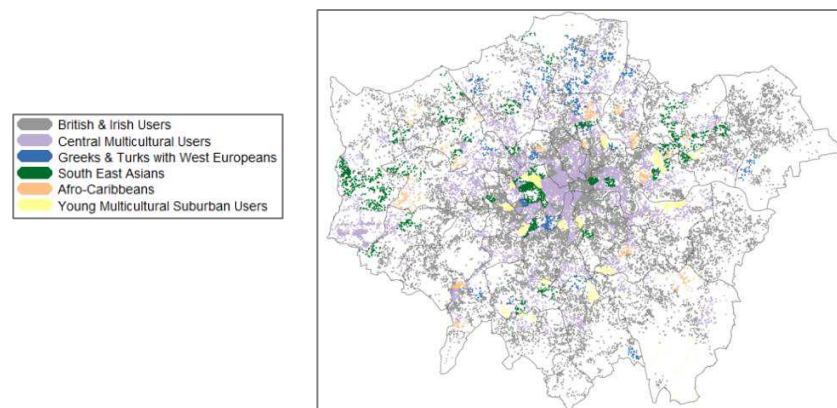 British & Irish Users
Central Multicultural Users
Greeks & Turks with West Europeans
South East Asians
Afro-Caribbeans
Young Multicultural Suburban Users